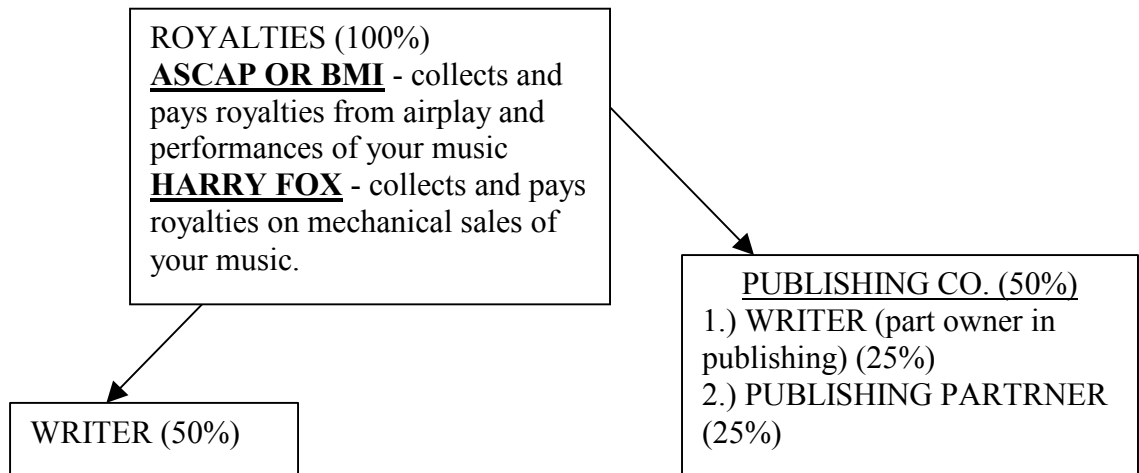 ROYALTIES (100%)
ASCAP OR BMI - collects and
pays royalties from airplay and
performances of your music
HARRY FOX - collects and pays
royalties on mechanical sales of
your music.
PUBLISHING CO. (50%)
1.) WRITER (part owner in
publishing) (25%)
2.) PUBLISHING PARTRNER
(25%)
WRITER (50%)